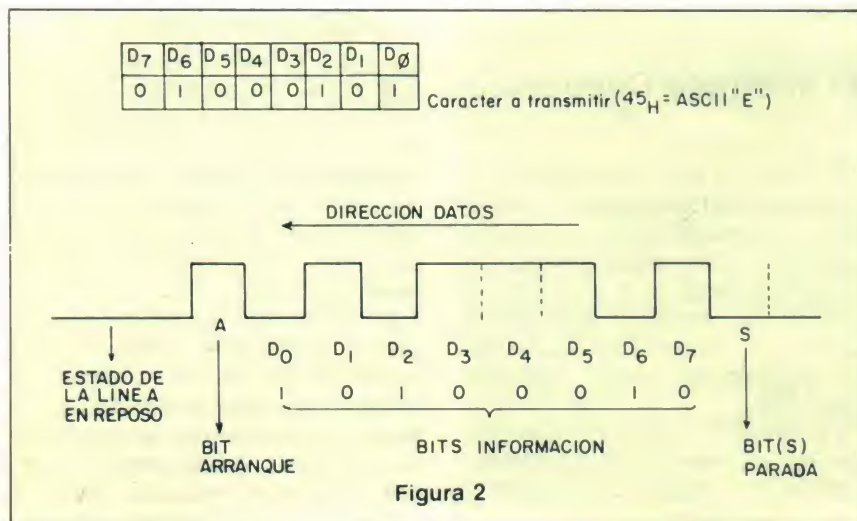 D7 D6 D5 D4 D3 D2 D1 DØ
0 1 0 0 0 1 0 1
Caracter a transmitir (45H = ASCII "E")
DIRECCION DATOS
A
S
D0 D1 D2 D3 D4 D5 D6 D7
1 0 1 0 0 0 1 0
ESTADO DE
LA LINEA
EN REPOSO
BIT
ARRANQUE
BITS INFORMACION
BIT(S)
PARADA
Figura 2